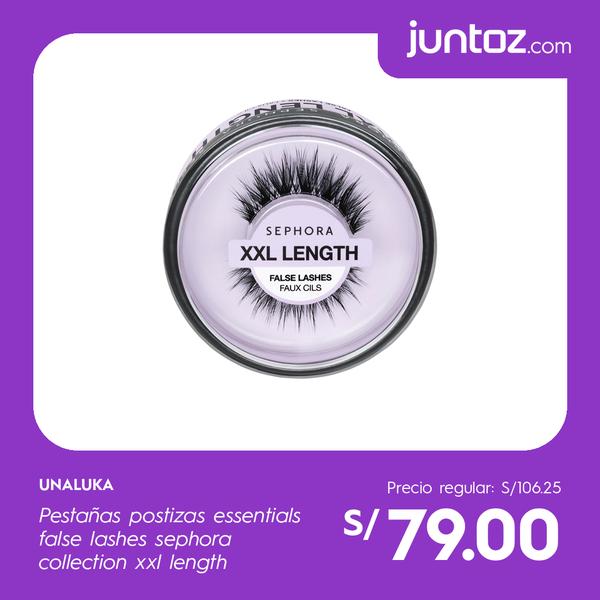 juntoz.com
SEPHORA
XXL LENGTH
FALSE LASHES
FAUX CILS
UNALUKA
Pestañas postizas essentials
false lashes sephora
collection xxl length
Precio regular: S/106.25
S/79.00